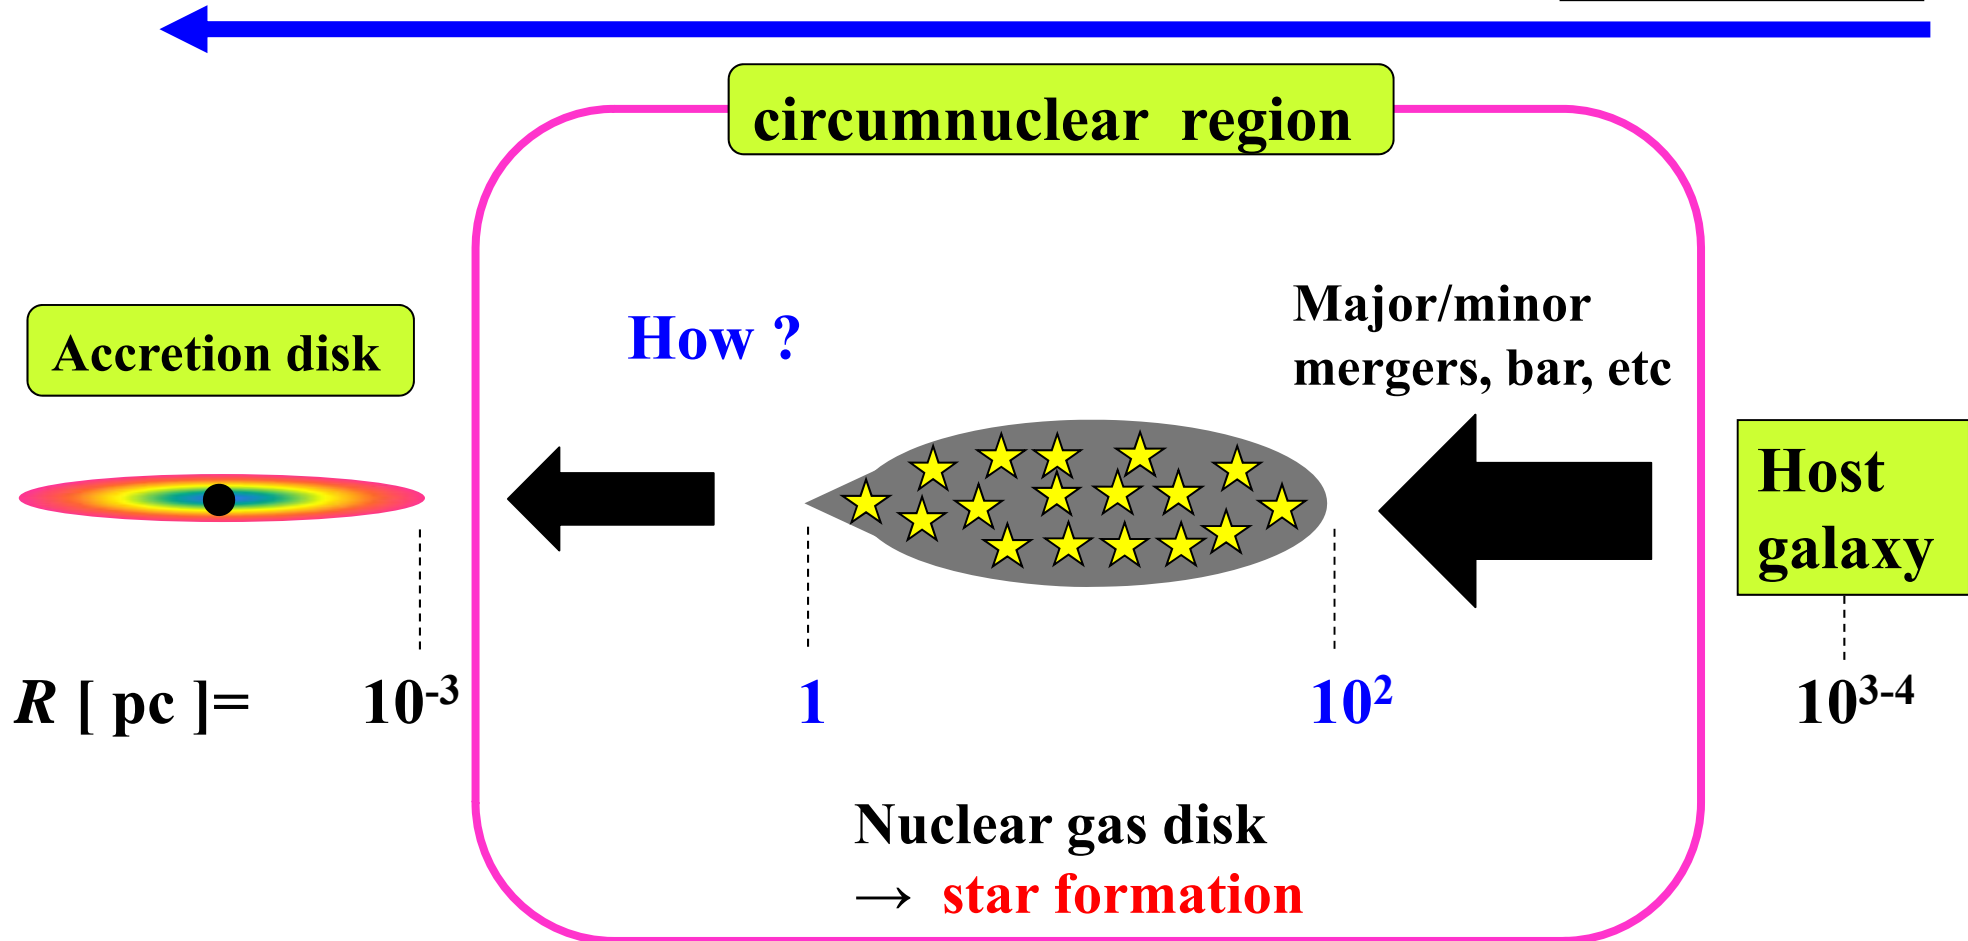 circumnuclear region
Accretion disk
How ?
Major/minor
mergers, bar, etc
Host
galaxy
R [ pc ]= 10⁻³ 1 10² 10³⁻⁴
Nuclear gas disk
→ star formation